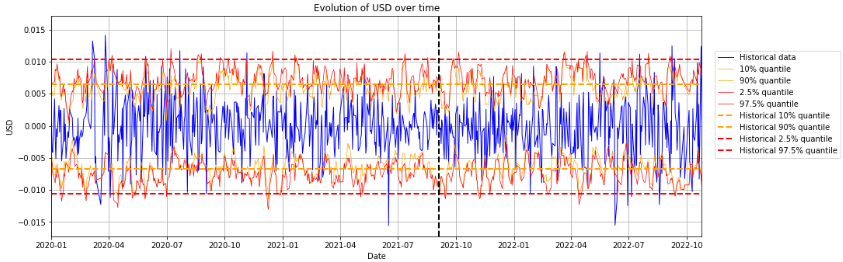 Evolution of USD over time
USD
0.015
0.010
0.005
0.000
−0.005
−0.010
−0.015
2020-01 2020-04 2020-07 2020-10 2021-01 2021-04 2021-07 2021-10 2022-01 2022-04 2022-07 2022-10
Date
Historical data
10% quantile
90% quantile
2.5% quantile
97.5% quantile
Historical 10% quantile
Historical 90% quantile
Historical 2.5% quantile
Historical 97.5% quantile